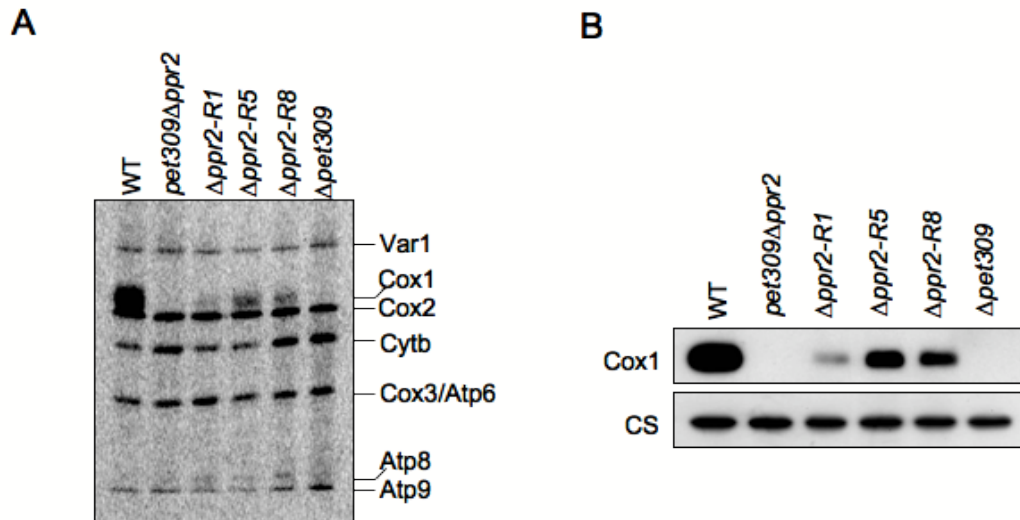 A
WT
pet309Δppr2
Δppr2-R1
Δppr2-R5
Δppr2-R8
Δpet309
Var1
Cox1
Cox2
Cytb
Cox3/Atp6
Atp8
Atp9
B
WT
pet309Δppr2
Δppr2-R1
Δppr2-R5
Δppr2-R8
Δpet309
Cox1
CS